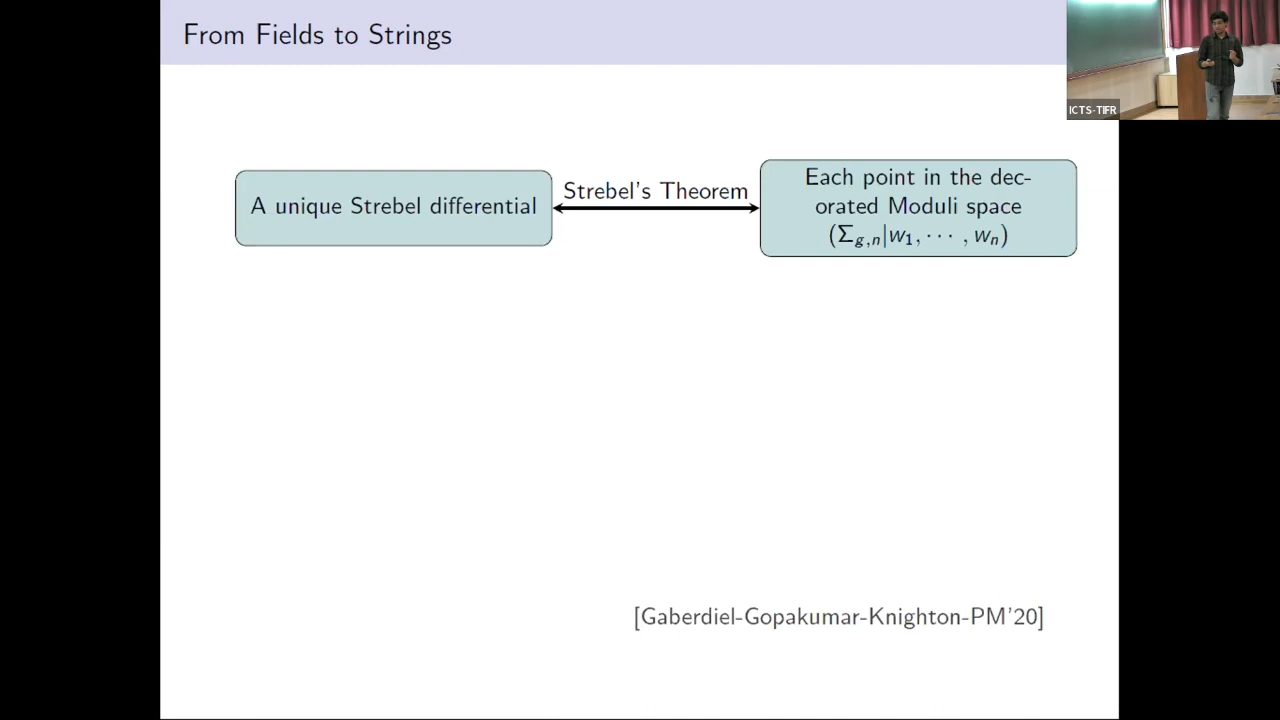 From Fields to Strings
ICTS-TIFR
A unique Strebel differential
Strebel's Theorem
Each point in the dec-
orated Moduli space
(Σ_{g,n}|w_1, ⋯ , w_n)
[Gaberdiel-Gopakumar-Knighton-PM'20]